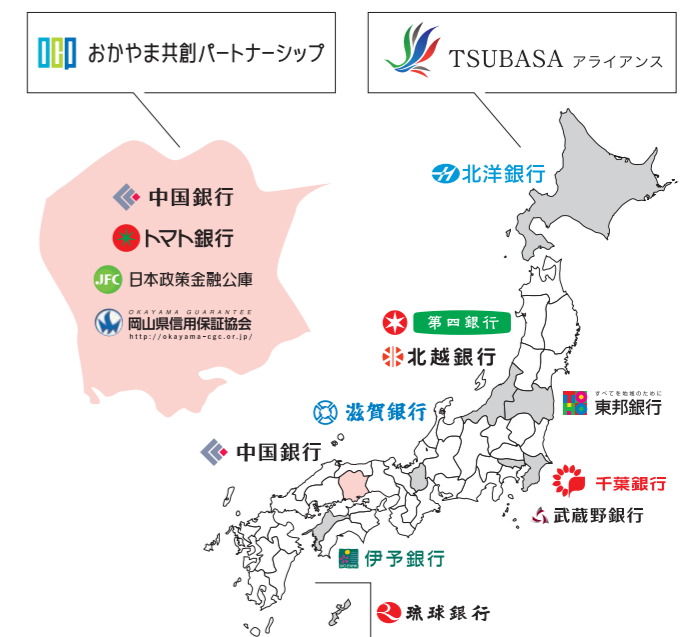 おかやま共創パートナーシップ
TSUBASA アライアンス
中国銀行
トマト銀行
JFC 日本政策金融公庫
OKAYAMA GUARANTEE
岡山県信用保証協会
http://okayama-cgc.or.jp/
北洋銀行
第四銀行
北越銀行
滋賀銀行
すべてを地域のために
TOHO 東邦銀行
中国銀行
千葉銀行
武蔵野銀行
伊予銀行
琉球銀行